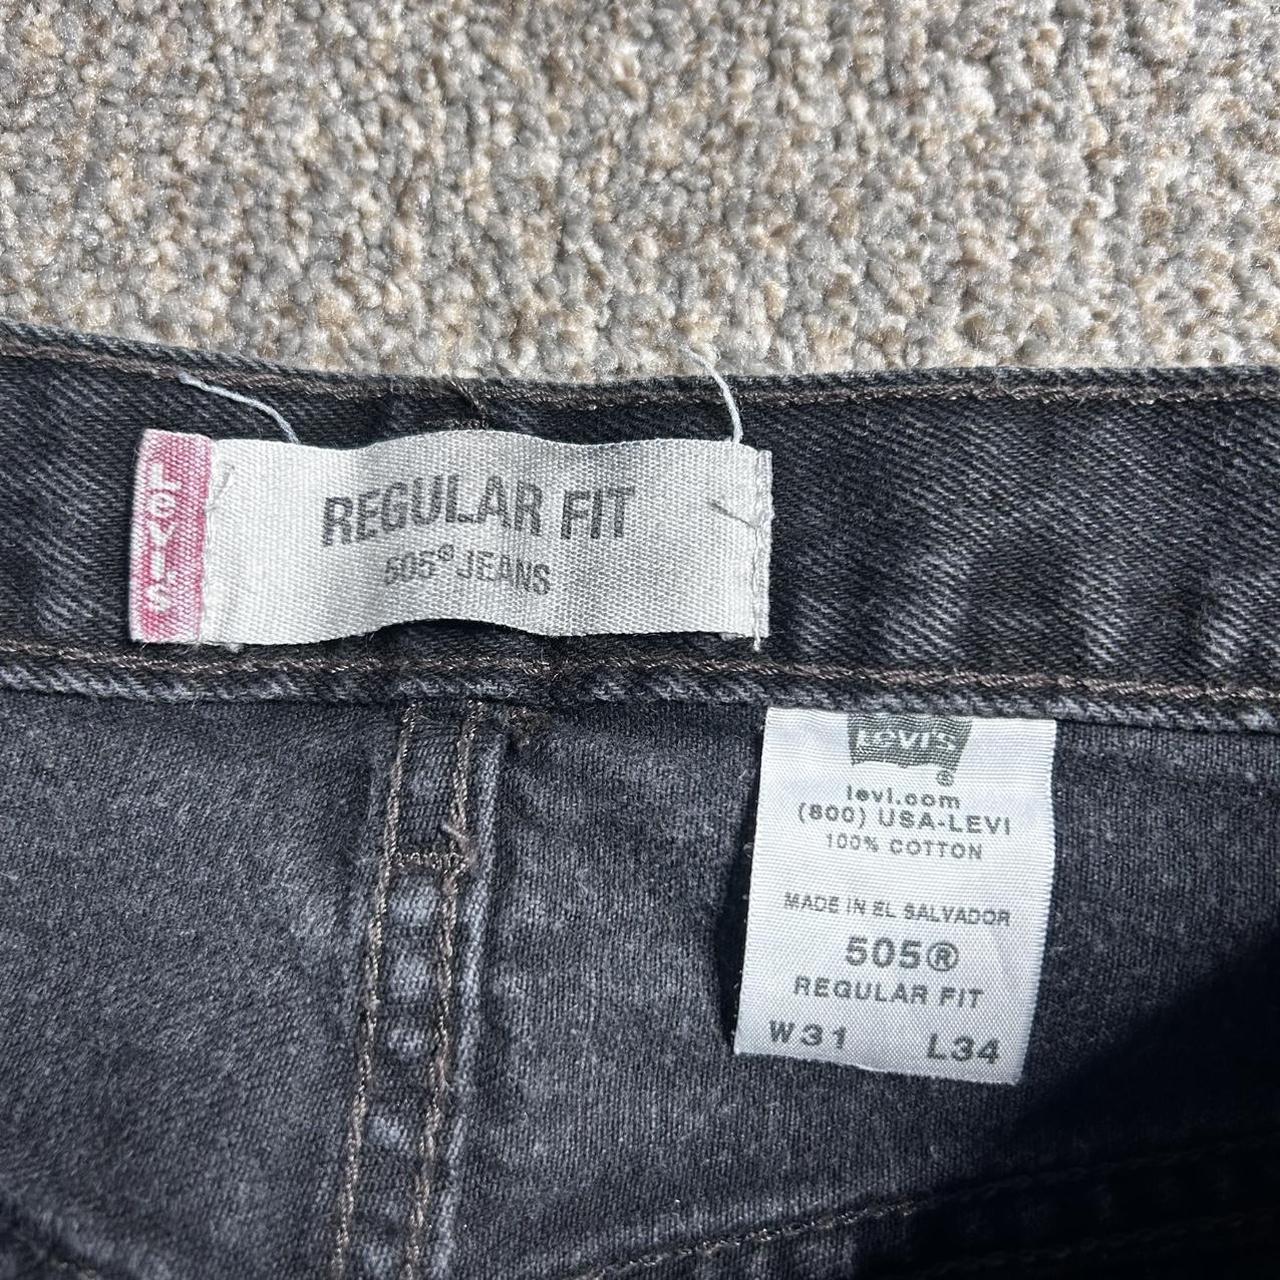 Levi's
REGULAR FIT
505® JEANS
LEVI'S
®
levi.com
(800) USA-LEVI
100% COTTON
MADE IN EL SALVADOR
505®
REGULAR FIT
W31 L34